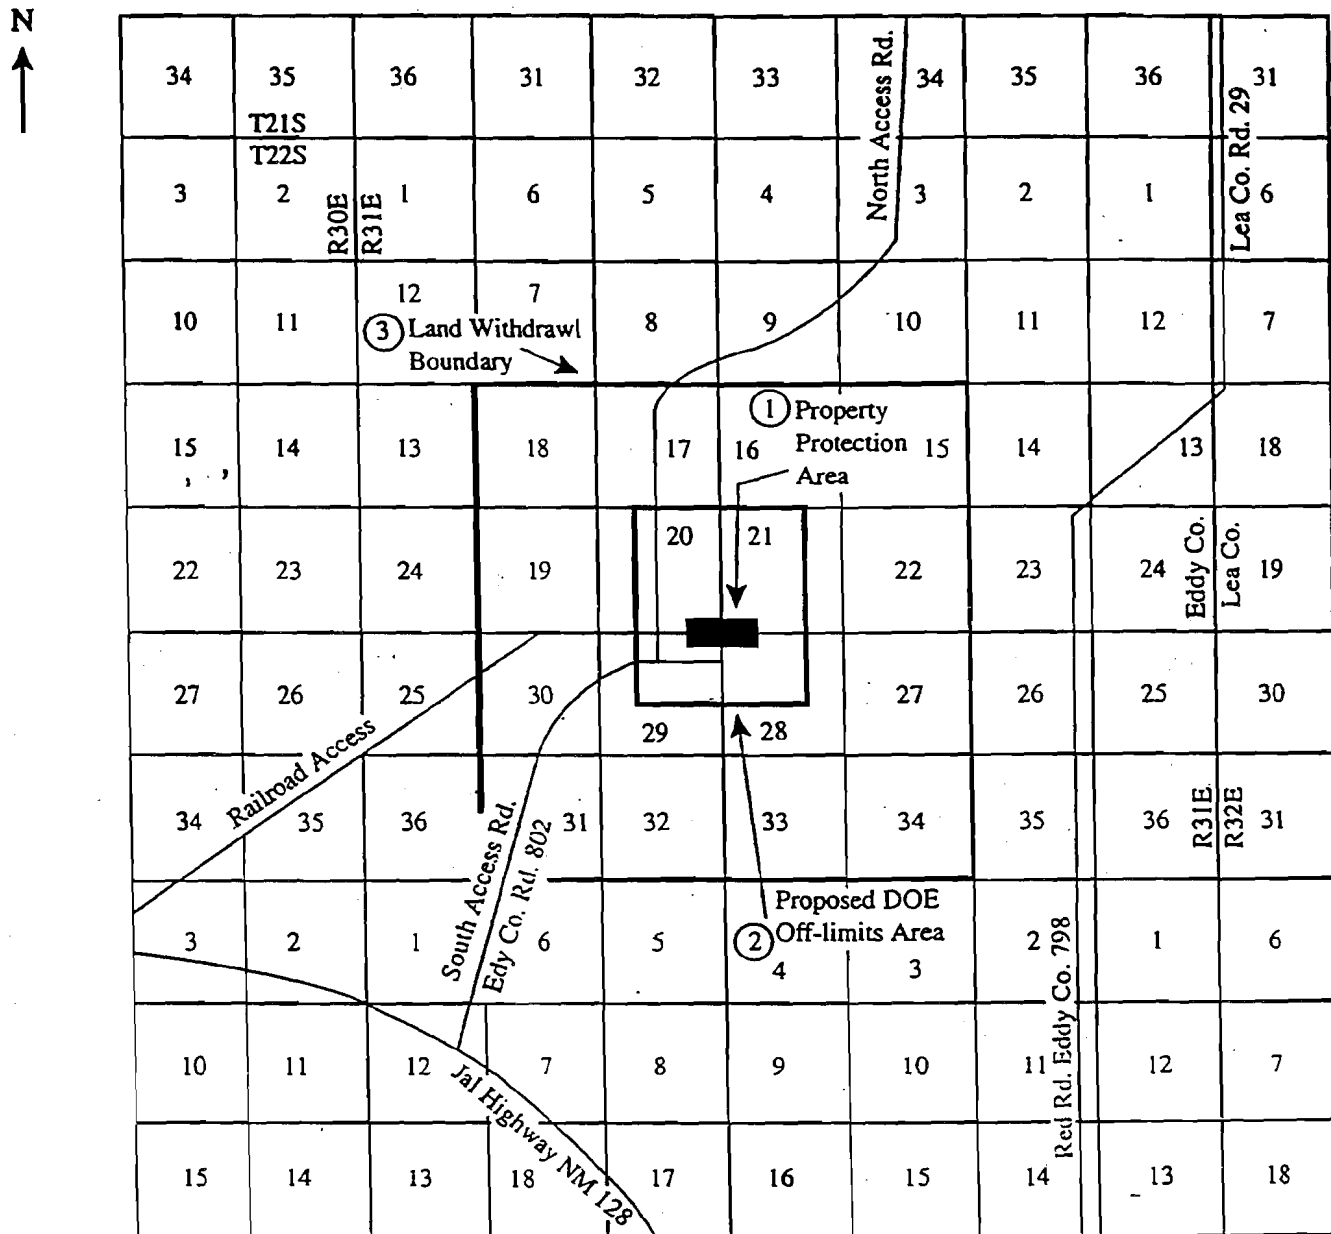 N
34 35 36 31 32 33 34 35 36 31
T21S
T22S
North Access Rd.
Lea Co. Rd. 29
3 2 1 6 5 4 3 2 1 6
R30E
R31E
12 7
10 11 8 9 10 11 12 7
3 Land Withdrawl
Boundary
1 Property
Protection
Area
15 14 13 18 17 16 15 14 13 18
20 21
22 23 24 19 22 23 24 19
Eddy Co.
Lea Co.
27 26 25 30 27 26 25 30
29 28
Railroad Access
34 35 36 31 32 33 34 35 36 31
R31E
R32E
South Access Rd.
Edy Co. Rd. 802
Proposed DOE
2 Off-limits Area
3 2 1 6 5 2 1 6
4 3
Red Rd. Eddy Co. 798
10 11 12 7 8 9 10 11 12 7
Jal Highway NM 128
15 14 13 18 17 16 15 14 13 18